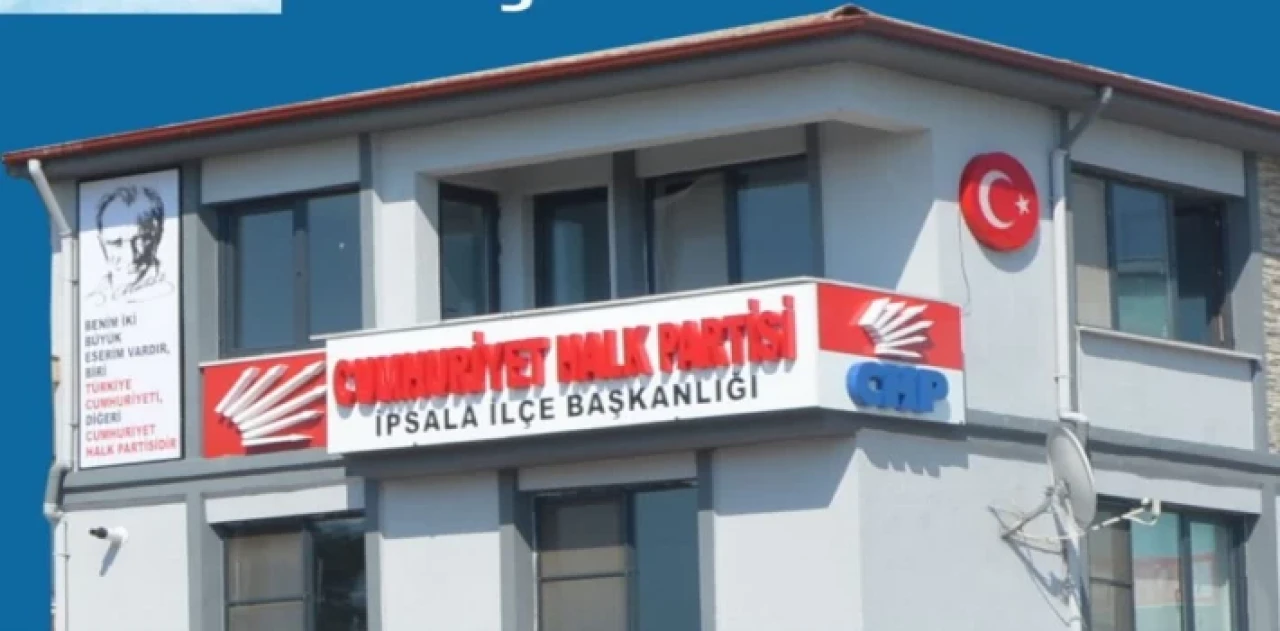 BENİM İKİ
BÜYÜK
ESERİM VARDIR,
BİRİ
TÜRKİYE
CUMHURİYETİ,
DİĞERİ
CUMHURİYET
HALK PARTİSİDİR
CUMHURİYET HALK PARTİSİ
İPSALA İLÇE BAŞKANLIĞI
CHP